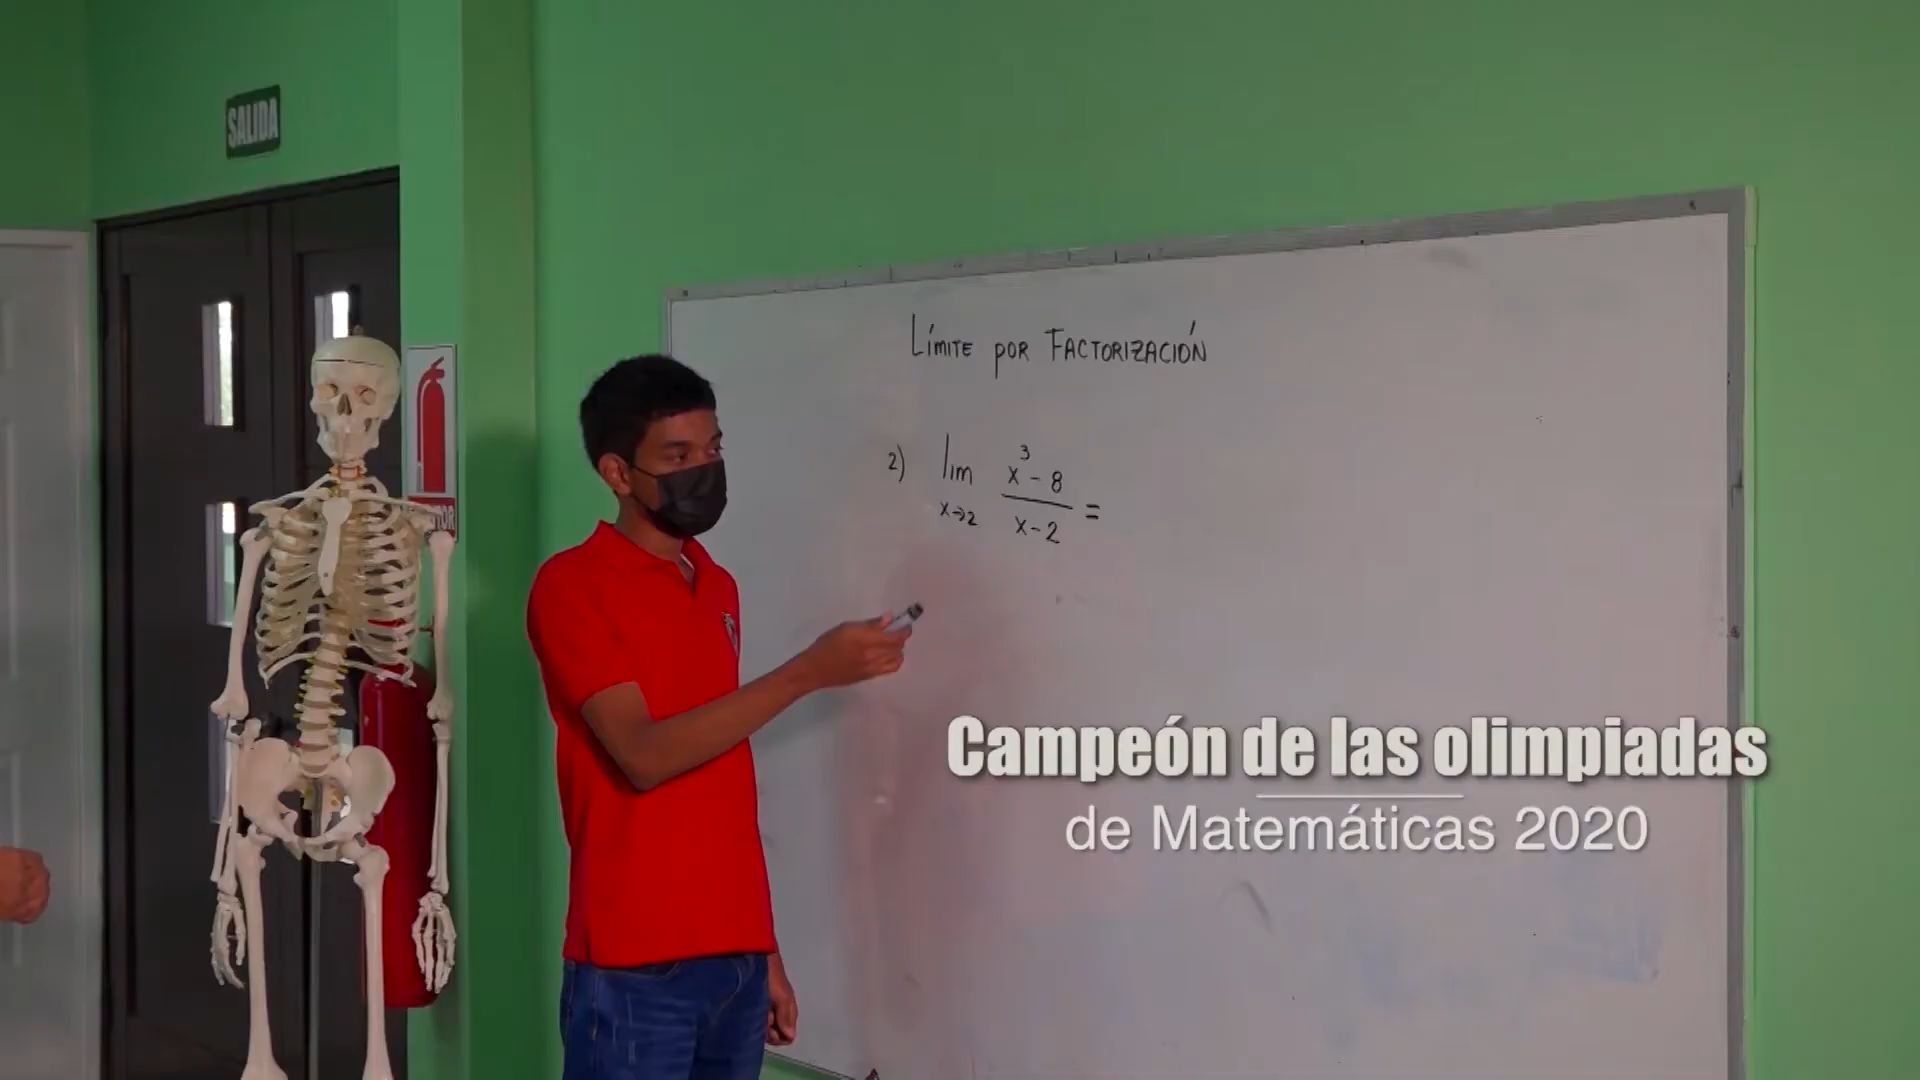 SALIDA
LÍMITE POR FACTORIZACIÓN
2) lim x³ - 8
x→2 x - 2 =
Campeón de las olimpiadas
de Matemáticas 2020